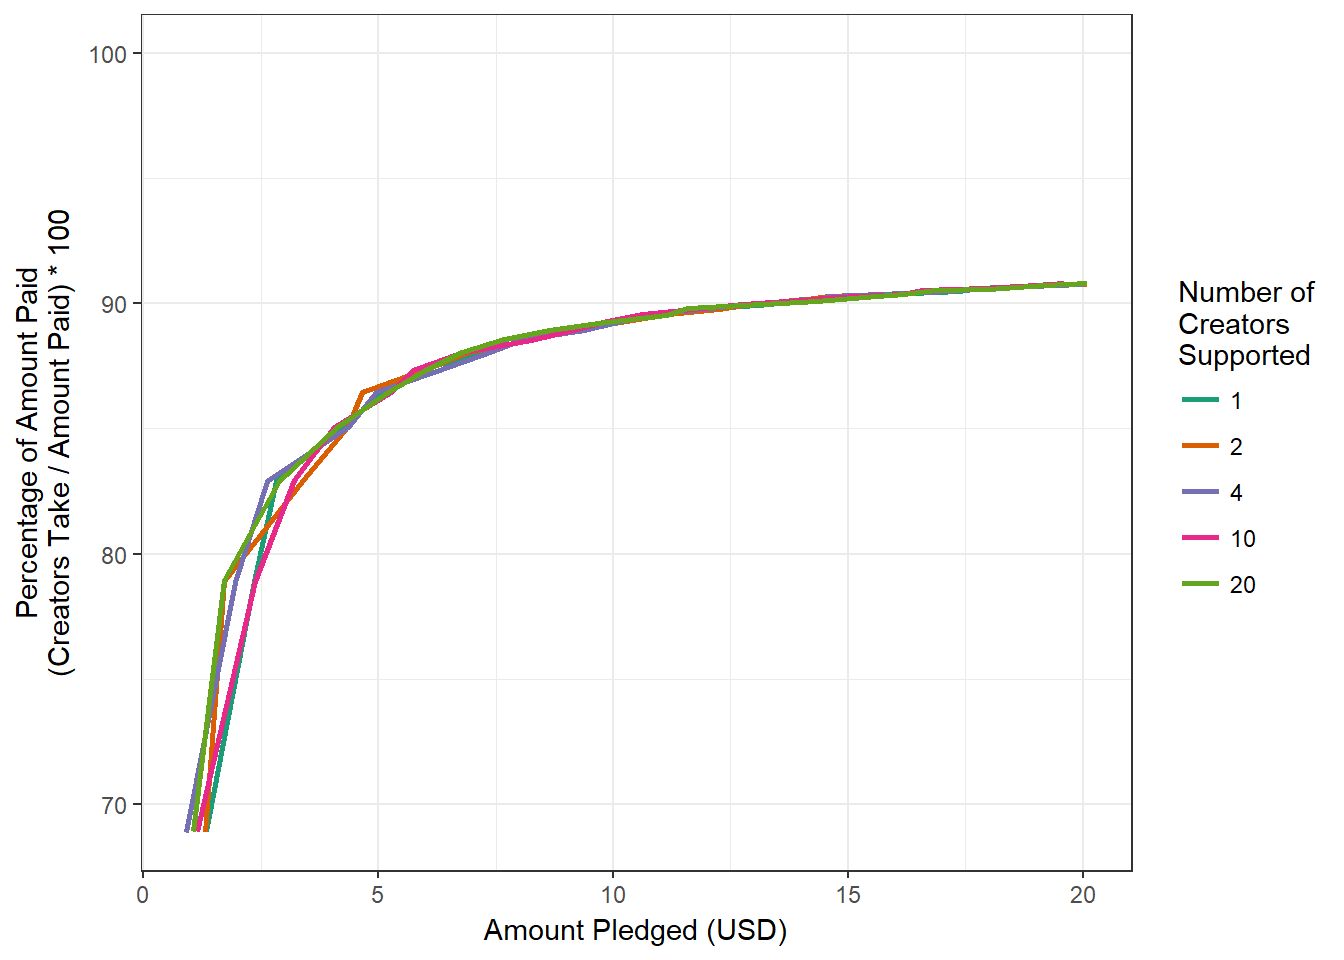 100
90
80
70
Percentage of Amount Paid
(Creators Take / Amount Paid) * 100
0 5 10 15 20
Amount Pledged (USD)
Number of
Creators
Supported
1
2
4
10
20